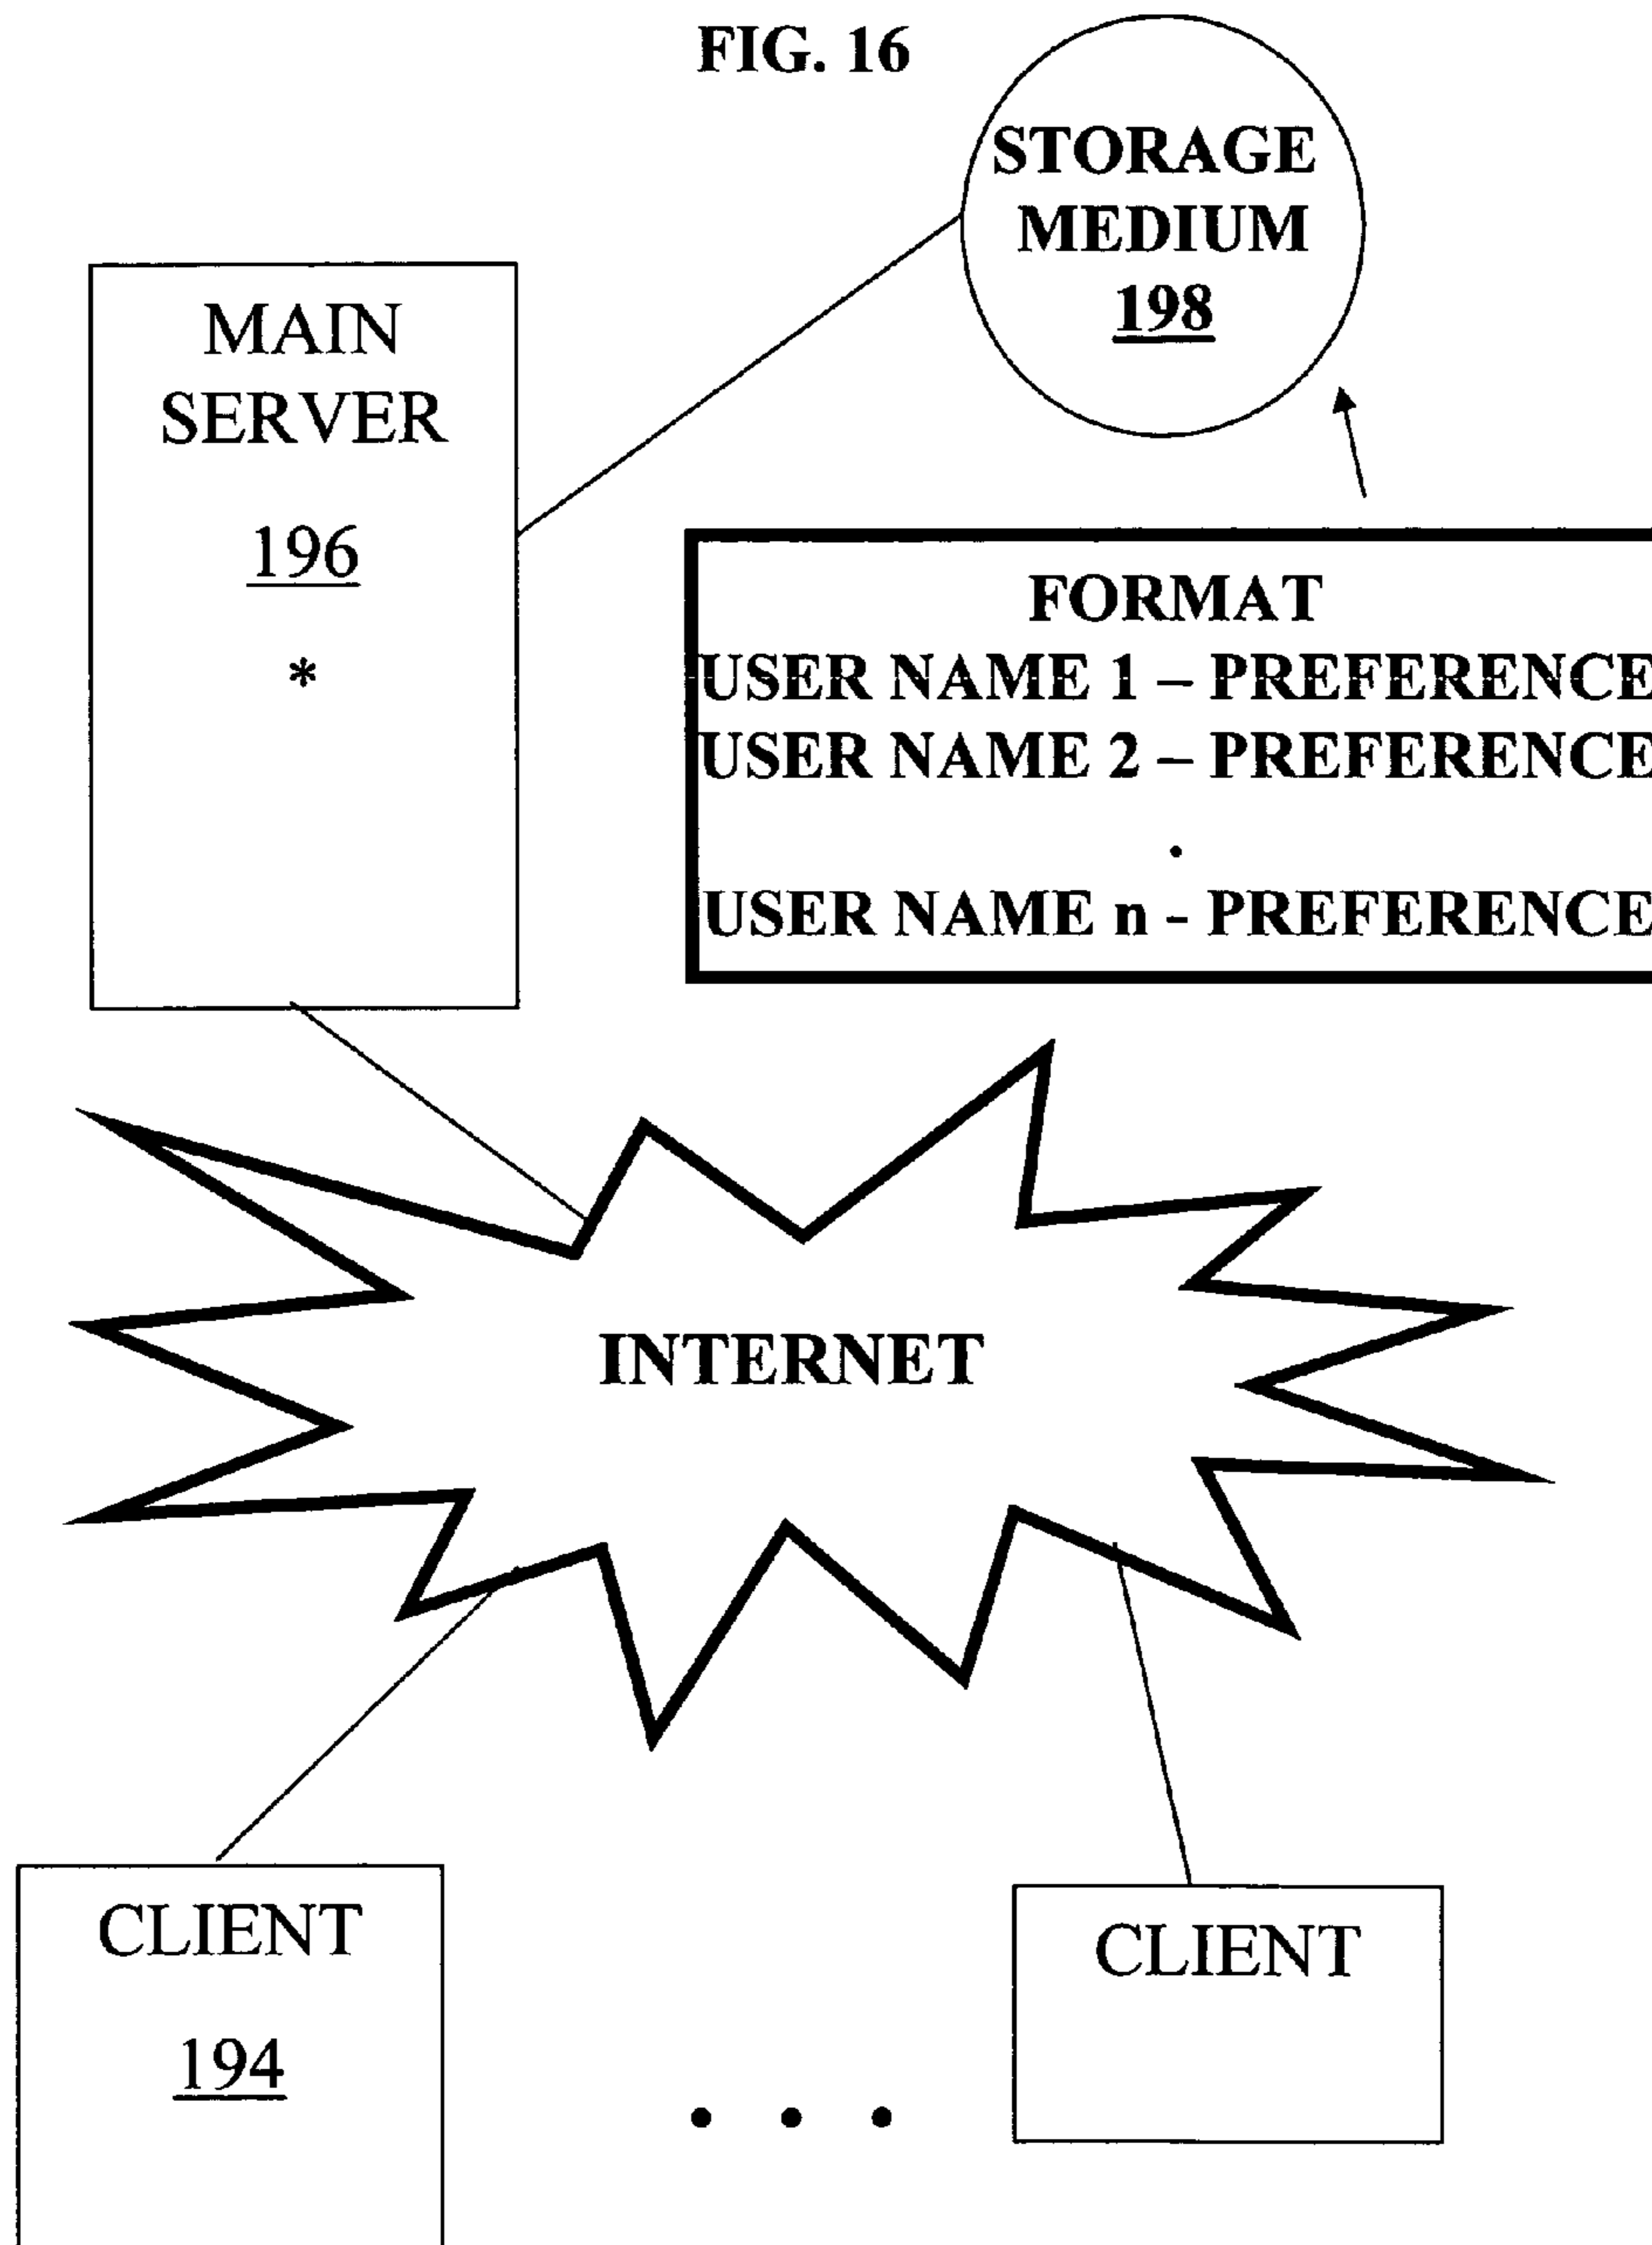 FIG. 16
STORAGE
MEDIUM
198
MAIN
SERVER
196
*
FORMAT
USER NAME 1 – PREFERENCE
USER NAME 2 – PREFERENCE
.
USER NAME n - PREFERENCE
INTERNET
CLIENT
194
• • •
CLIENT